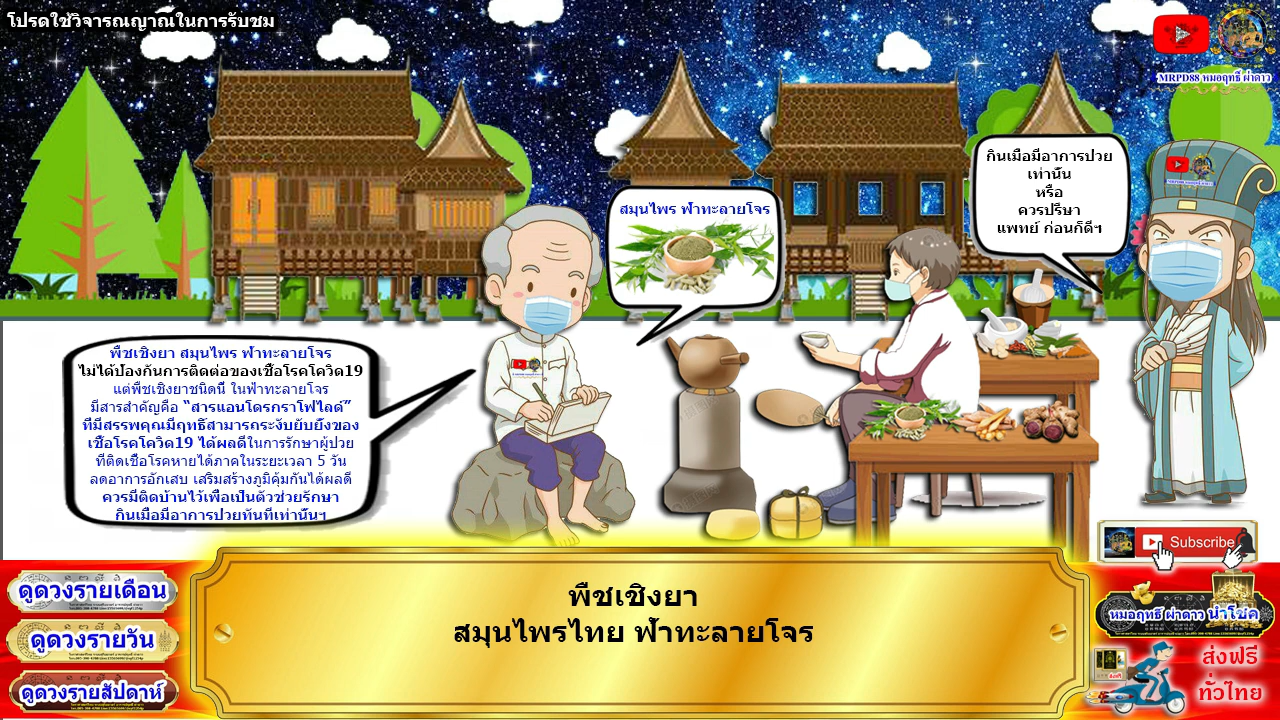 โปรดใช้วิจารณญาณในการรับชม
MRPD88 หมอฤทธิ์ ผ่าดาว
กินเมื่อมีอาการป่วย
เท่านั้น
หรือ
ควรปรึษา
แพทย์ ก่อนก็ดีฯ
สมุนไพร ฟ้าทะลายโจร
พืชเชิงยา สมุนไพร ฟ้าทะลายโจร
ไม่ได้ป้องกันการติดต่อของเชื้อโรคโควิด19
แต่พืชเชิงยาชนิดนี้ ในฟ้าทะลายโจร
มีสารสำคัญคือ “สารแอนโดรกราโฟไลด์”
ที่มีสรรพคุณมีฤทธิ์สามารถกระงับยับยั้งของ
เชื้อโรคโควิด19 ได้ผลดีในการรักษาผู้ป่วย
ที่ติดเชื้อโรคหายได้ภาคในระยะเวลา 5 วัน
ลดอาการอักเสบ เสริมสร้างภูมิคุ้มกันได้ผลดี
ควรมีติดบ้านไว้เพื่อเป็นตัวช่วยรักษา
กินเมื่อมีอาการป่วยทันทีเท่านั้นฯ
Subscribe
ดูดวงรายเดือน
ดูดวงรายวัน
ดูดวงรายสัปดาห์
พืชเชิงยา
สมุนไพรไทย ฟ้าทะลายโจร
หมอฤทธิ์ ผ่าดาว นำโชค
ส่งฟรี
ทั่วไทย